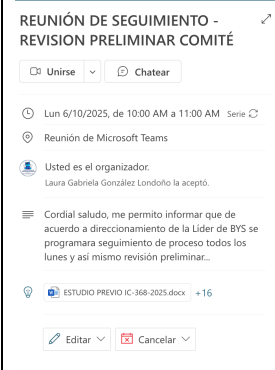 REUNIÓN DE SEGUIMIENTO -
REVISION PRELIMINAR COMITÉ
Unirse
Chatear
Lun 6/10/2025, de 10:00 AM a 11:00 AM Serie
Reunión de Microsoft Teams
Usted es el organizador.
Laura Gabriela González Londoño la aceptó.
Cordial saludo, me permito informar que de
acuerdo a direccionamiento de la Líder de BYS se
programara seguimiento de proceso todos los
lunes y así mismo revisión preliminar...
ESTUDIO PREVIO IC-368-2025.docx +16
Editar
Cancelar